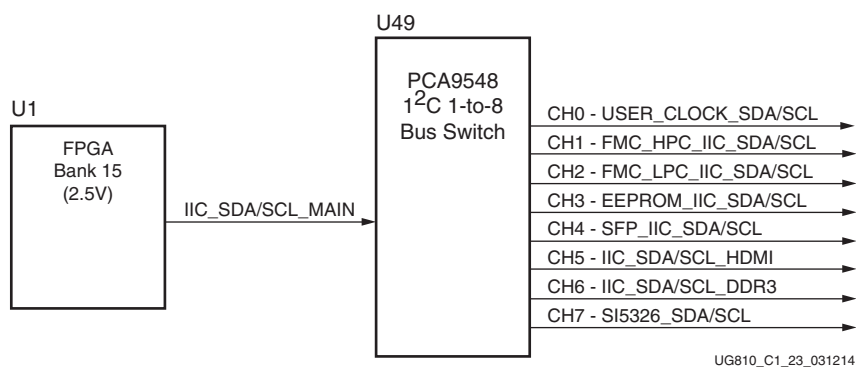 U49
PCA9548
1²C 1-to-8
Bus Switch
U1
FPGA
Bank 15
(2.5V)
IIC_SDA/SCL_MAIN
CH0 - USER_CLOCK_SDA/SCL
CH1 - FMC_HPC_IIC_SDA/SCL
CH2 - FMC_LPC_IIC_SDA/SCL
CH3 - EEPROM_IIC_SDA/SCL
CH4 - SFP_IIC_SDA/SCL
CH5 - IIC_SDA/SCL_HDMI
CH6 - IIC_SDA/SCL_DDR3
CH7 - SI5326_SDA/SCL
UG810_C1_23_031214